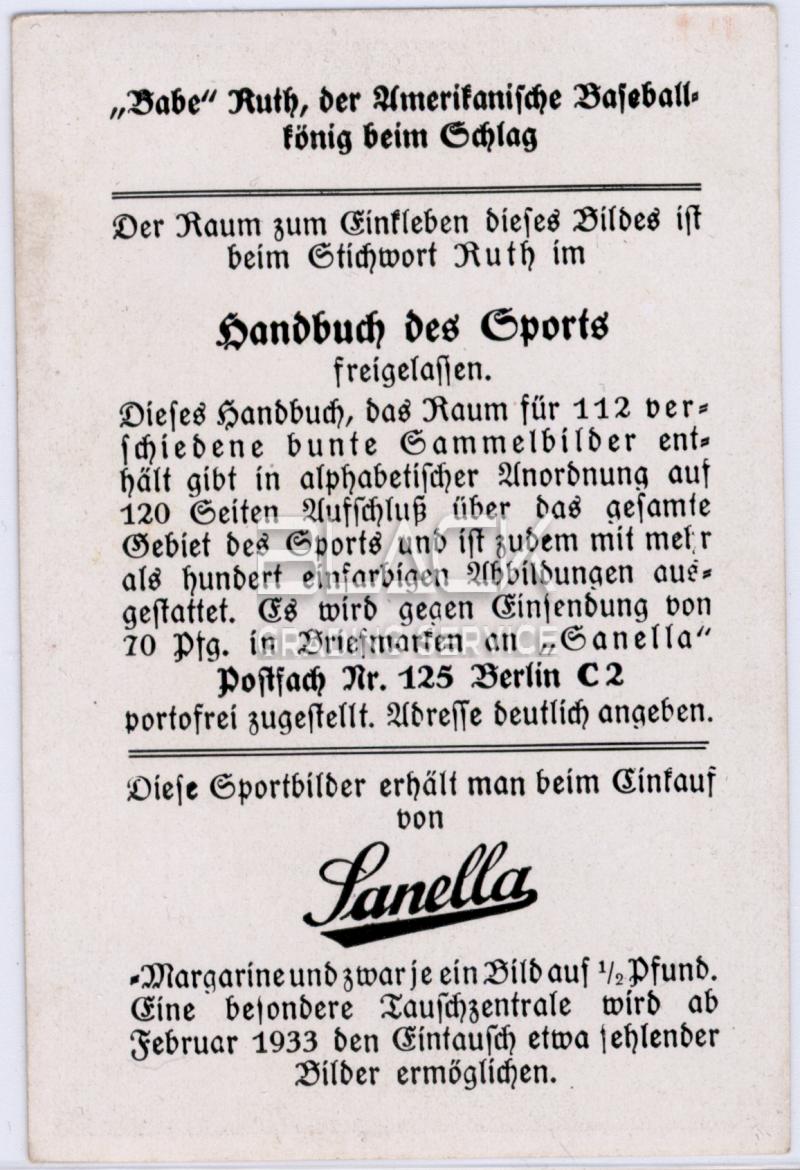 „Babe“ Ruth, der Amerikanische Baseball-
könig beim Schlag
Der Raum zum Einkleben dieses Bildes ist
beim Stichwort Ruth im
Handbuch des Sports
freigelassen.
Dieses Handbuch, das Raum für 112 ver-
schiedene bunte Sammelbilder ent-
hält gibt in alphabetischer Anordnung auf
120 Seiten Aufschluß über das gesamte
Gebiet des Sports und ist zudem mit mehr
als hundert einfarbigen Abbildungen aus-
gestattet. Es wird gegen Einsendung von
70 Pfg. in Briefmarken an „Sanella“
Postfach Nr. 125 Berlin C 2
portofrei zugestellt. Adresse deutlich angeben.
Diese Sportbilder erhält man beim Einkauf
von
Sanella
-Margarine und zwar je ein Bild auf 1/2 Pfund.
Eine besondere Tauschzentrale wird ab
Februar 1933 den Eintausch etwa fehlender
Bilder ermöglichen.
BLACK
GRADING SERVICE